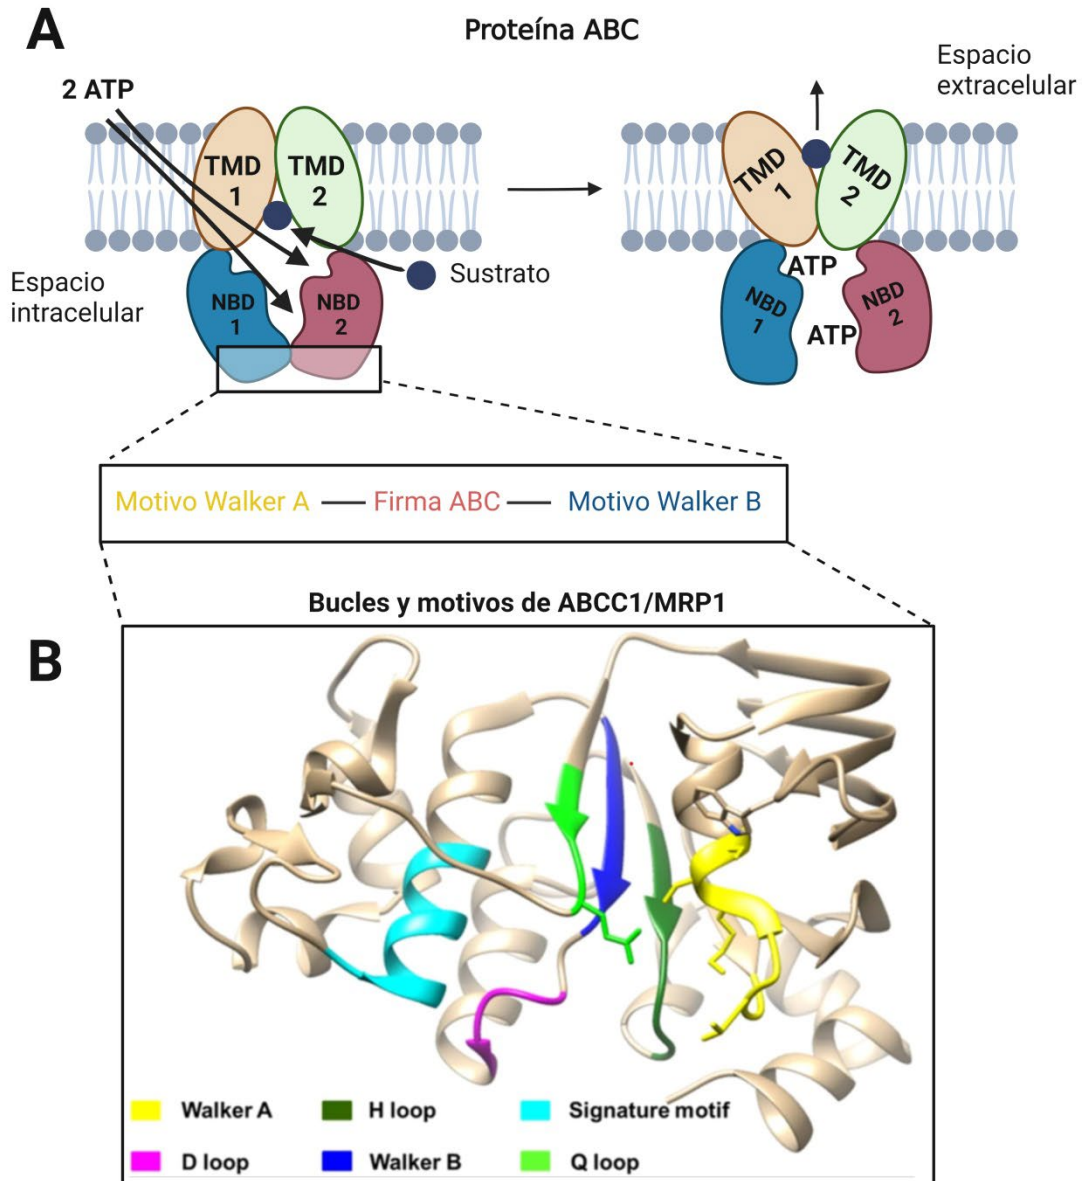 A
Proteína ABC
2 ATP
Espacio
extracelular
TMD
1
TMD
2
TMD
1
TMD
2
Espacio
intracelular
Sustrato
NBD
1
NBD
2
ATP
NBD
1
NBD
2
ATP
Motivo Walker A — Firma ABC — Motivo Walker B
Bucles y motivos de ABCC1/MRP1
B
Walker A
H loop
Signature motif
D loop
Walker B
Q loop